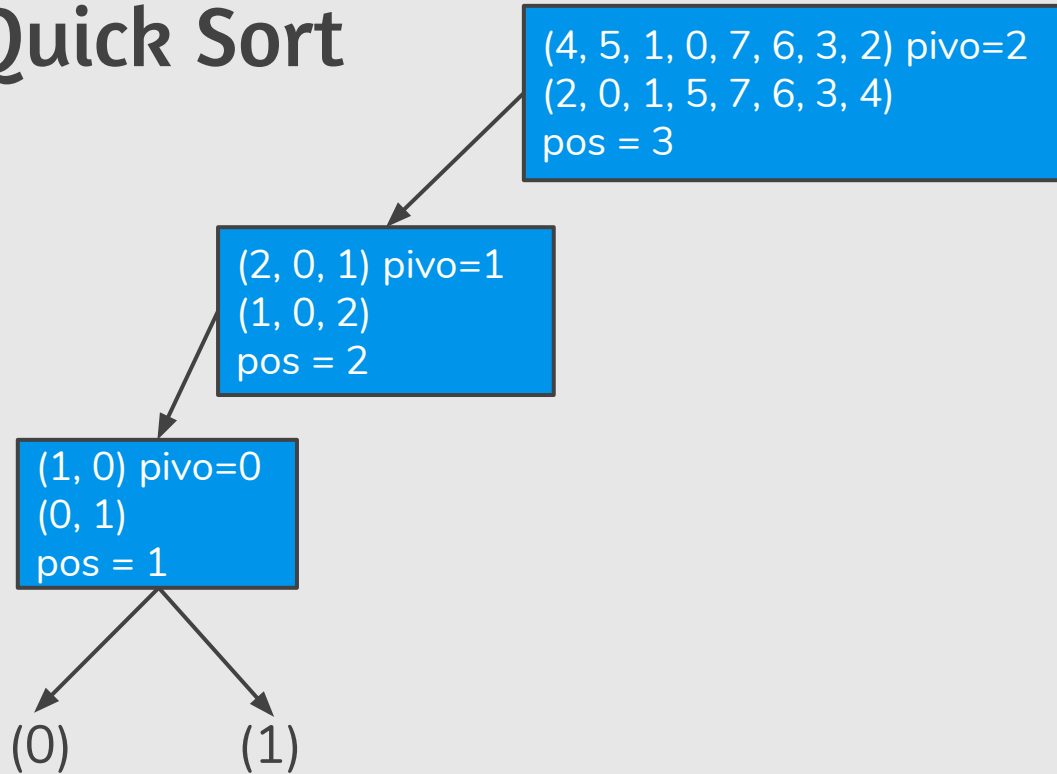 Quick Sort
(4, 5, 1, 0, 7, 6, 3, 2) pivo=2
(2, 0, 1, 5, 7, 6, 3, 4)
pos = 3
(2, 0, 1) pivo=1
(1, 0, 2)
pos = 2
(1, 0) pivo=0
(0, 1)
pos = 1
(0) (1)